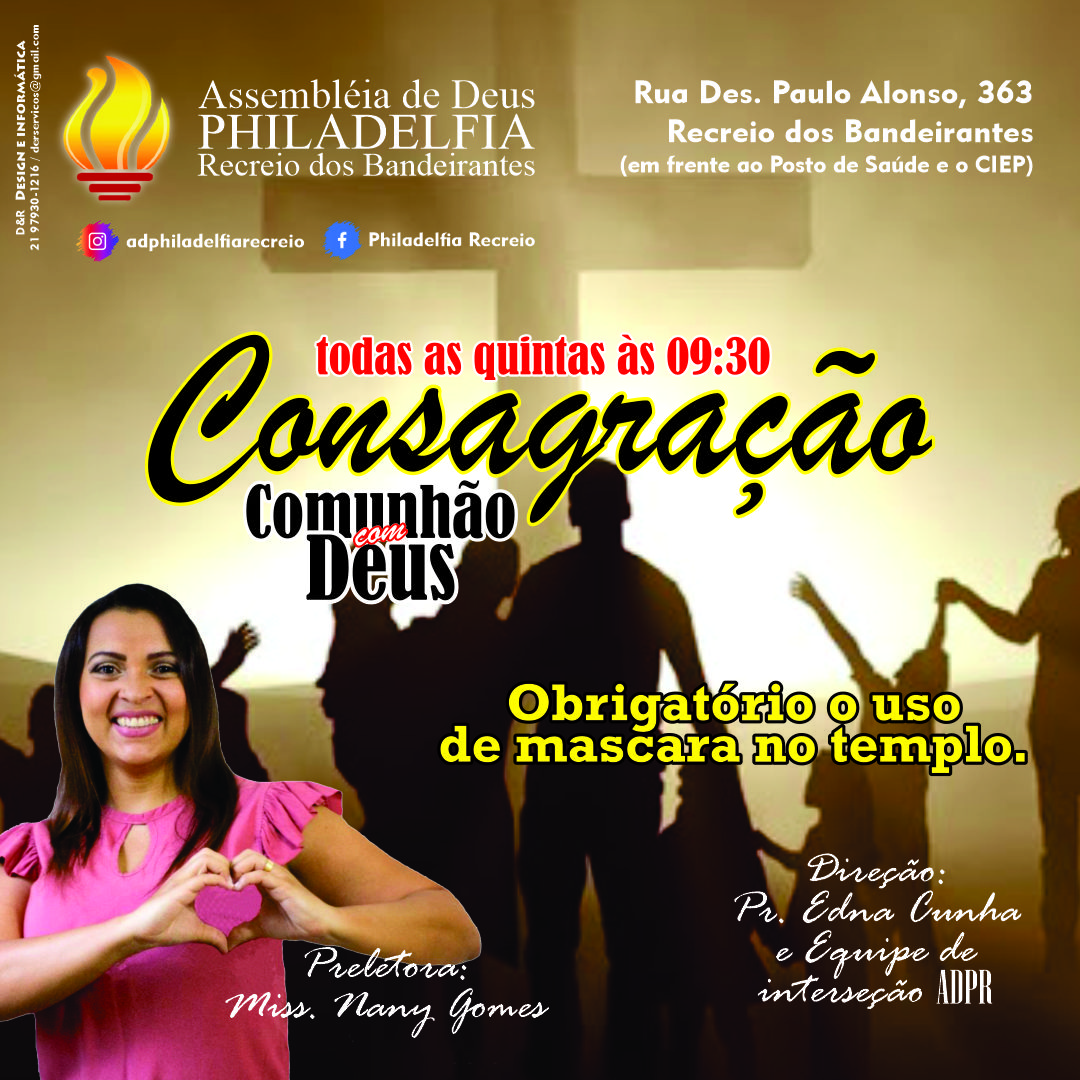 D&R DESIGN E INFORMÁTICA
21 97930-1216 / derservicos@gmail.com
Assembléia de Deus
PHILADELFIA
Recreio dos Bandeirantes
Rua Des. Paulo Alonso, 363
Recreio dos Bandeirantes
(em frente ao Posto de Saúde e o CIEP)
adphiladelfiarecreio
Philadelfia Recreio
todas as quintas às 09:30
Consagração
Comunhão
com
Deus
Obrigatório o uso
de mascara no templo.
Direção:
Pr. Edna Cunha
e Equipe de
interseção ADPR
Preletora:
Miss. Nany Gomes